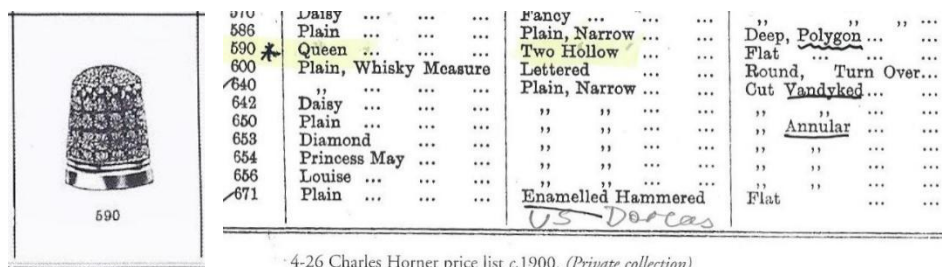 590
570 Daisy ... ... ... Fancy ... ... ... ,, ,, ,, ...
586 Plain ... ... ... Plain, Narrow ... ... Deep, Polygon ... ...
590 Queen ... ... ... Two Hollow ... ... Flat ... ... ...
600 Plain, Whisky Measure Lettered ... ... Round, Turn Over...
640 ,, ... ... ... Plain, Narrow ... ... Cut Vandyked ... ...
642 Daisy ... ... ... ,, ,, ... ... ,, ,, ... ...
650 Plain ... ... ... ,, ,, ... ... ,, Annular ... ...
653 Diamond ... ... ,, ,, ... ... ,, ,, ... ...
654 Princess May ... ... ,, ,, ... ... ,, ,, ... ...
656 Louise ... ... ... ,, ,, ... ... ,, ,, ... ...
671 Plain ... ... ... Enamelled Hammered Flat ... ...
US Dorcas
4-26 Charles Horner price list c.1900. (Private collection)